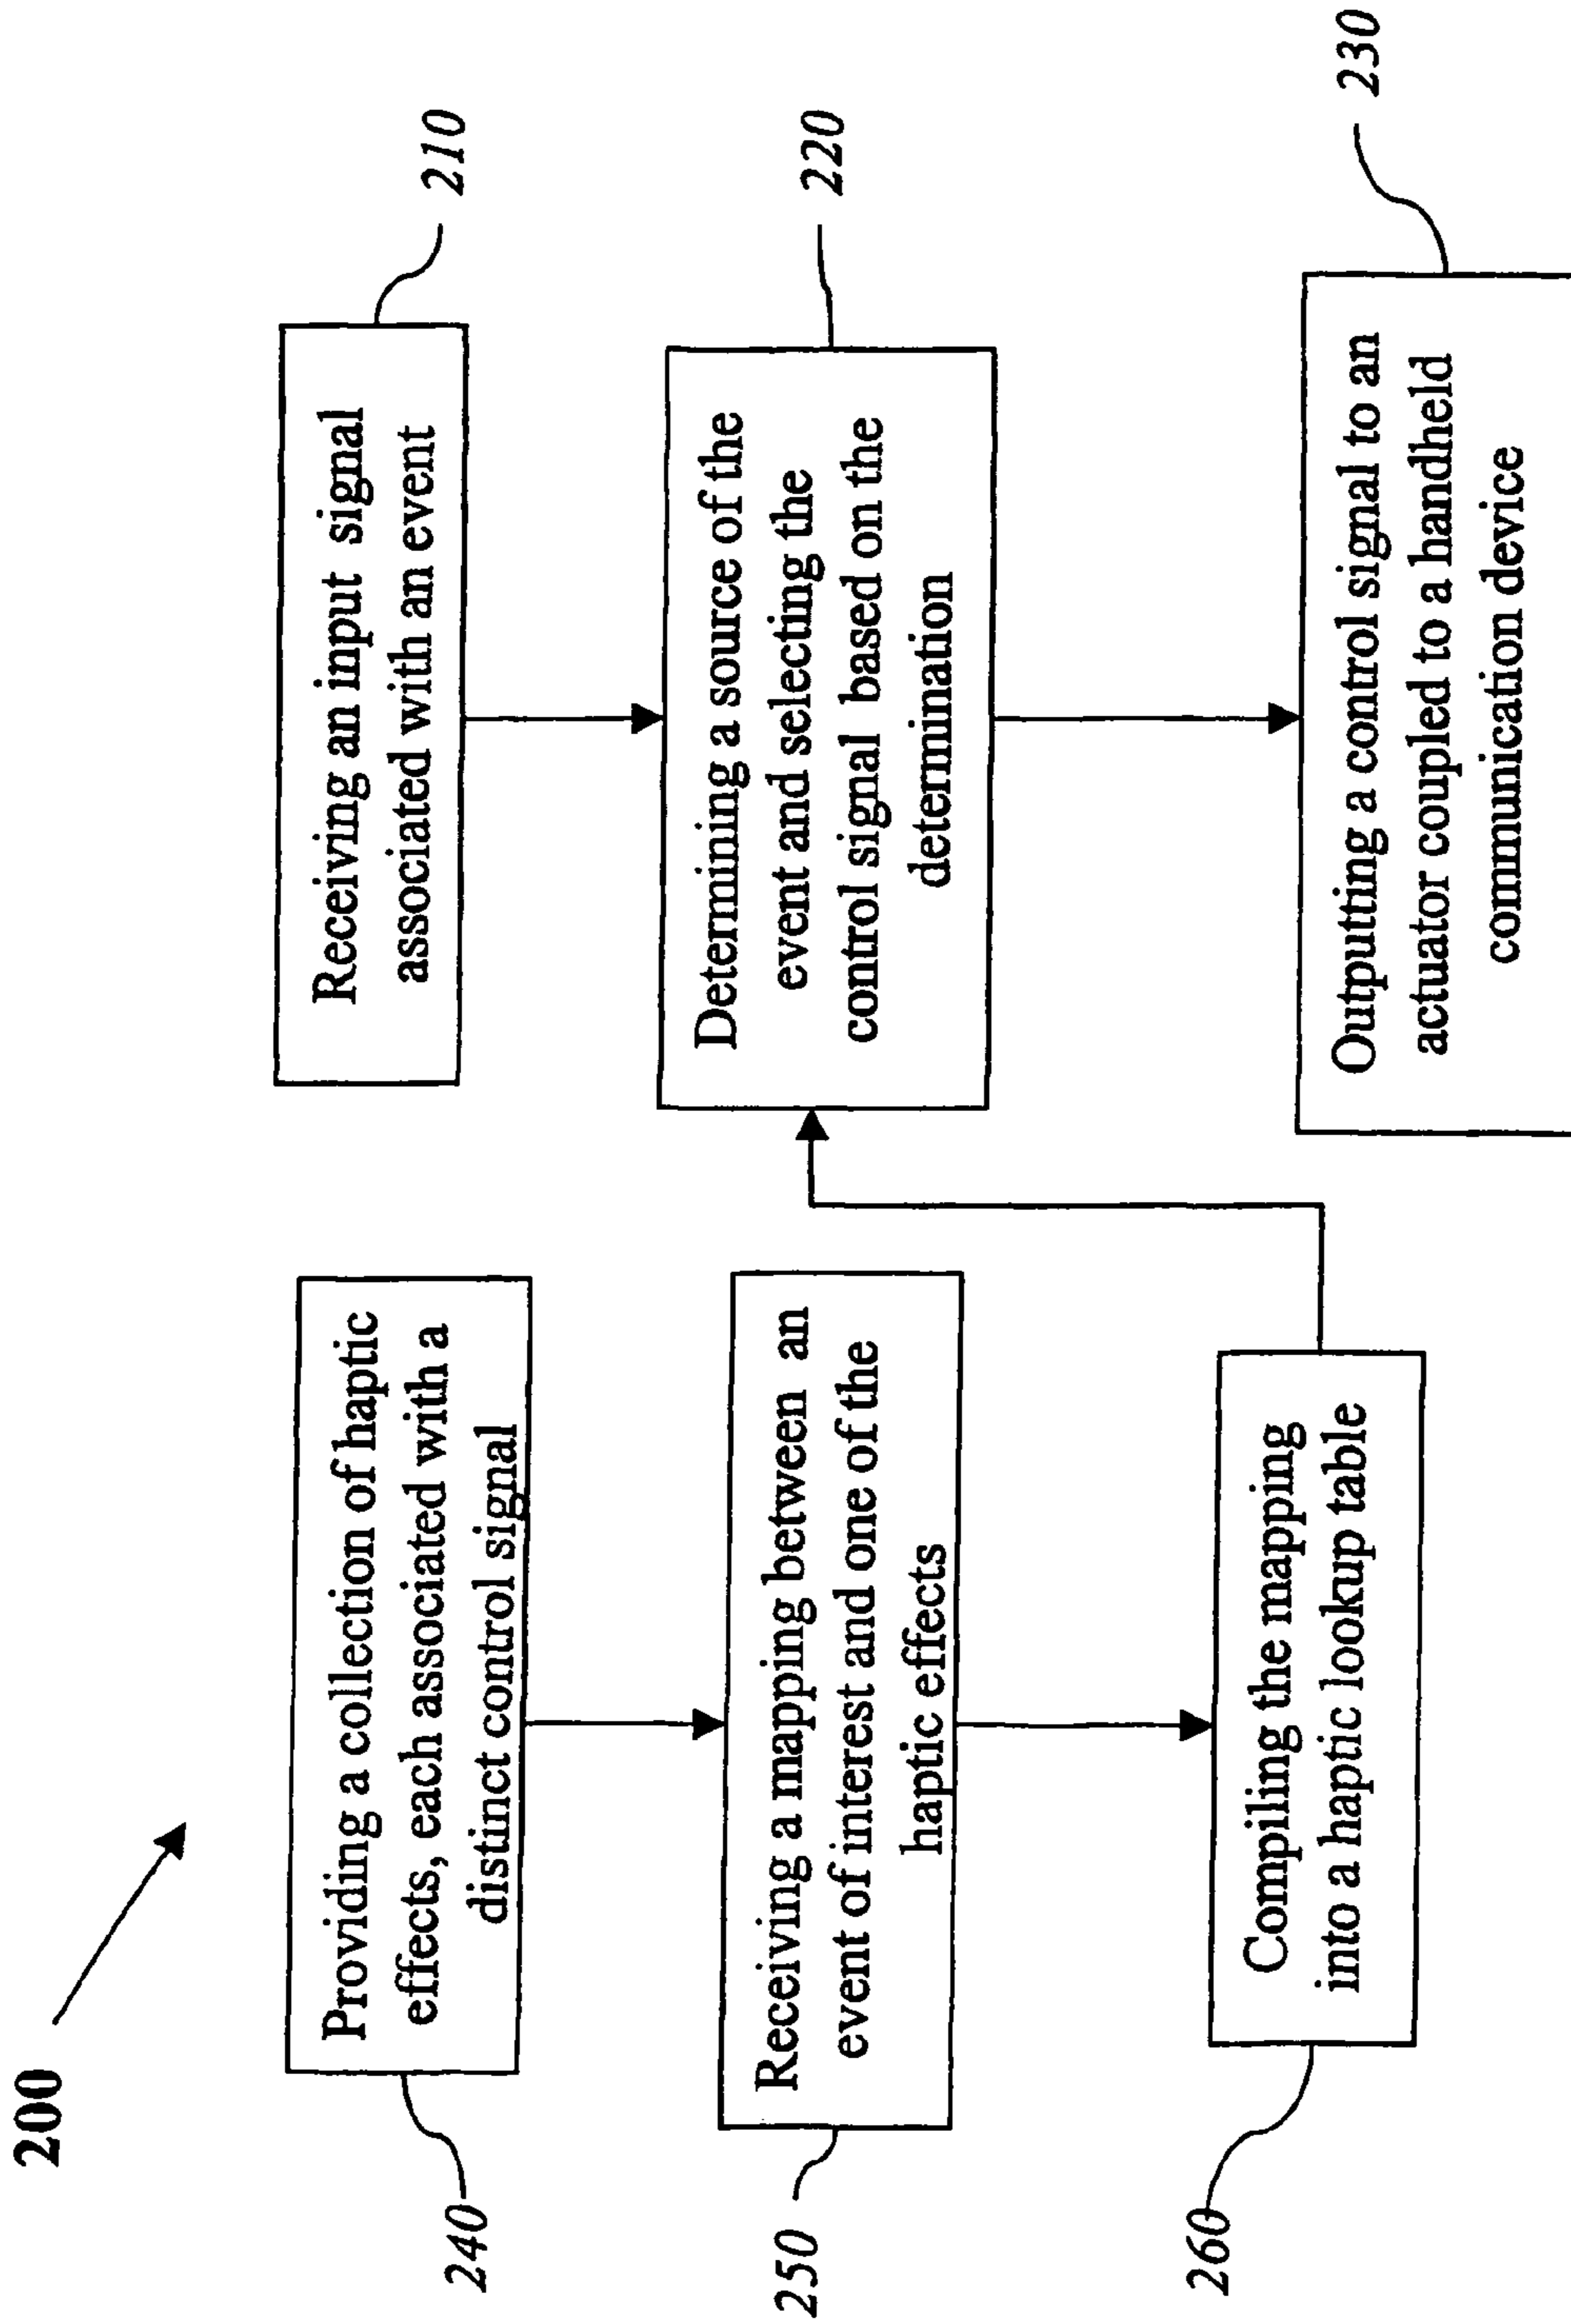 200
240
Providing a collection of haptic
effects, each associated with a
distinct control signal
250
Receiving a mapping between an
event of interest and one of the
haptic effects
260
Compiling the mapping
into a haptic lookup table
Receiving an input signal
associated with an event
210
Determining a source of the
event and selecting the
control signal based on the
determination
220
Outputting a control signal to an
actuator coupled to a handheld
communication device
230